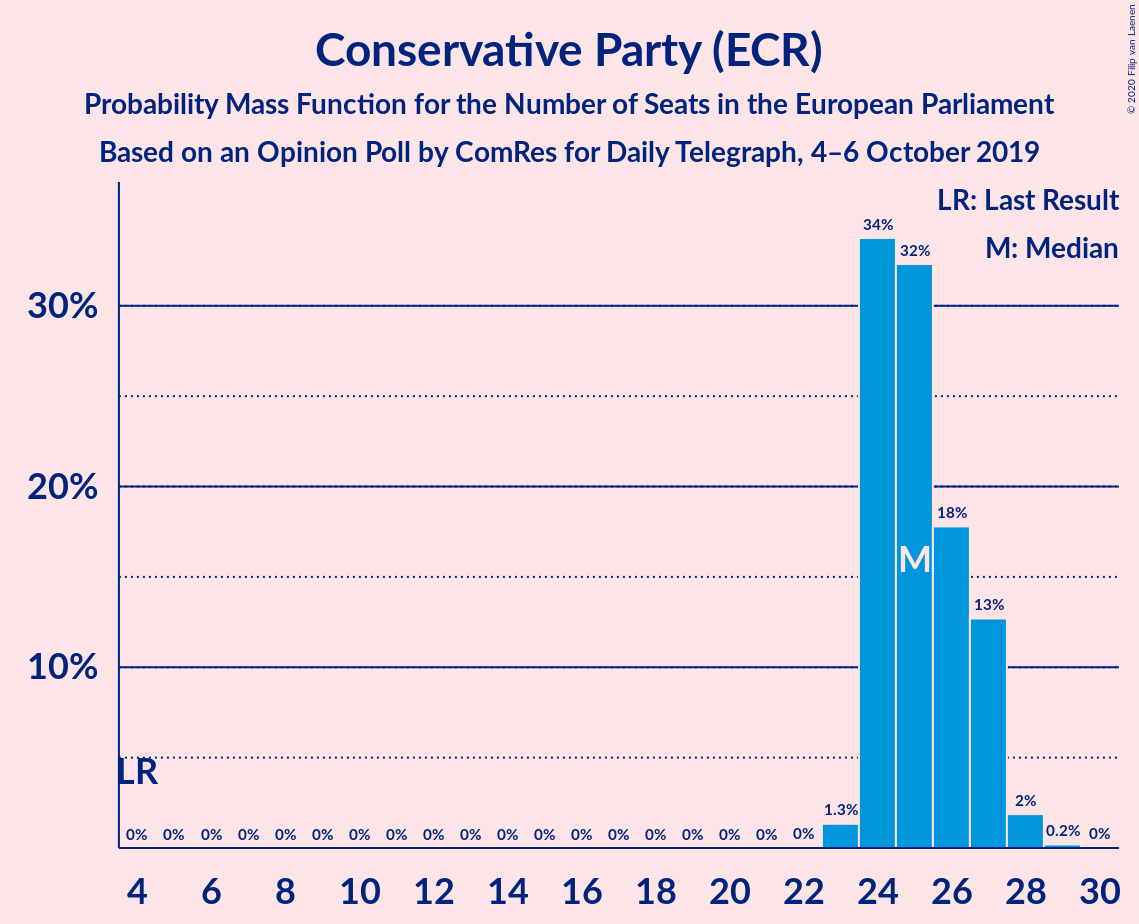 Conservative Party (ECR)
Probability Mass Function for the Number of Seats in the European Parliament
Based on an Opinion Poll by ComRes for Daily Telegraph, 4–6 October 2019
© 2020 Filip van Laenen
LR: Last Result
M: Median
34%
32%
30%
20%
18%
M
13%
10%
LR
2%
1.3%
0% 0% 0% 0% 0% 0% 0% 0% 0% 0% 0% 0% 0% 0% 0% 0% 0% 0% 0% 0.2% 0%
4 6 8 10 12 14 16 18 20 22 24 26 28 30